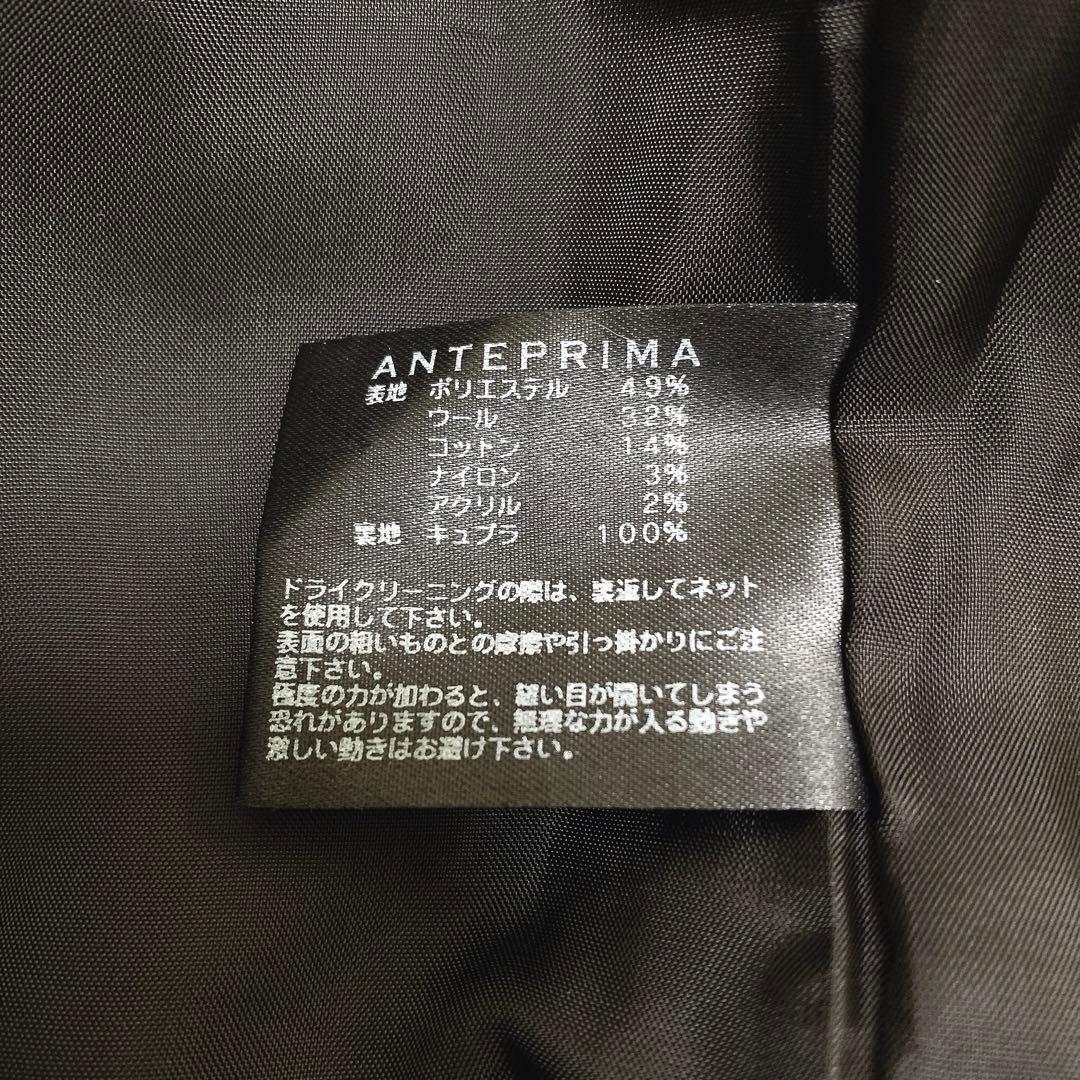 ANTEPRIMA
表地 ポリエステル 49%
ウール 32%
コットン 14%
ナイロン 3%
アクリル 2%
裏地 キュプラ 100%
ドライクリーニングの際は、裏返してネット
を使用して下さい。
表面の粗いものとの摩擦や引っ掛かりにご注
意下さい。
極度の力が加わると、縫い目が開いてしまう
恐れがありますので、無理な力が入る動きや
激しい動きはお避け下さい。